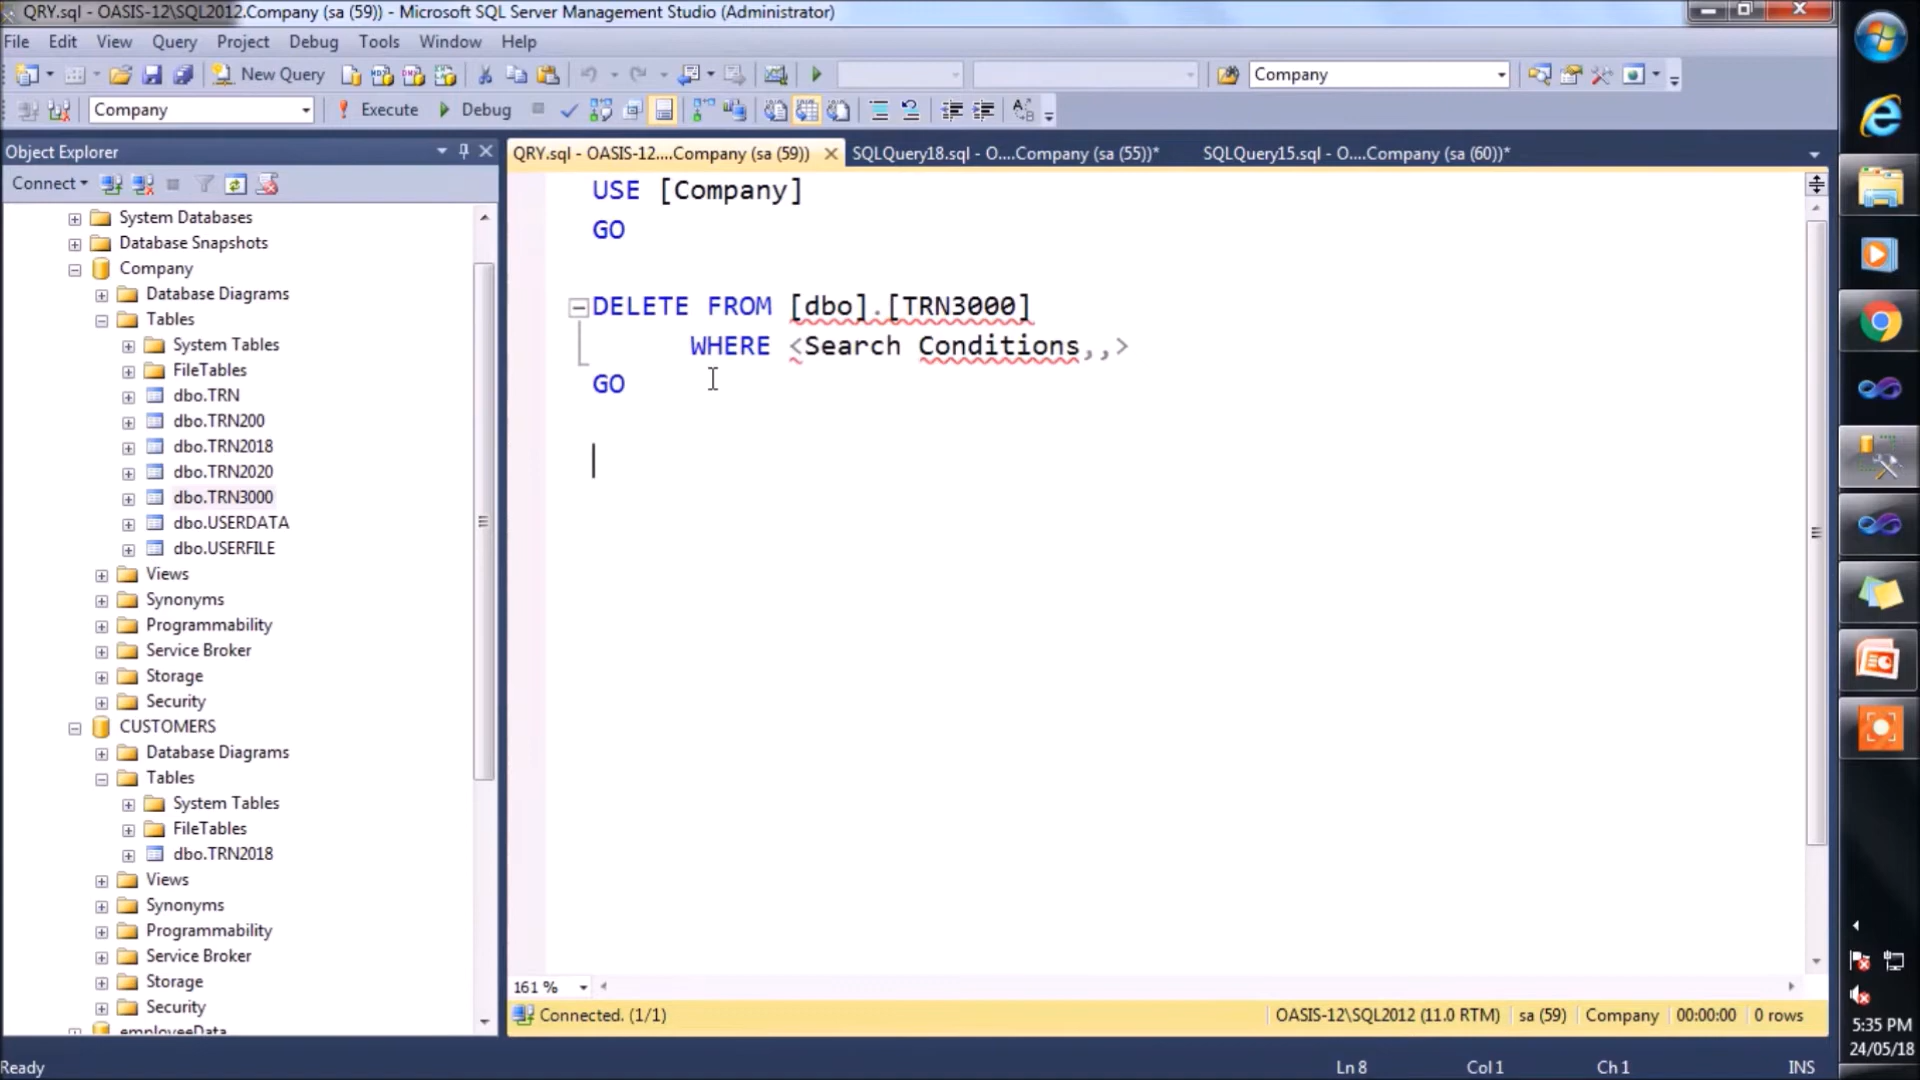 QRY.sql - OASIS-12\SQL2012.Company (sa (59)) - Microsoft SQL Server Management Studio (Administrator)
File Edit View Query Project Debug Tools Window Help
New Query Company
Company Execute Debug
Object Explorer
QRY.sql - OASIS-12....Company (sa (59)) SQLQuery18.sql - O....Company (sa (55))* SQLQuery15.sql - O....Company (sa (60))*
Connect
System Databases
Database Snapshots
Company
Database Diagrams
Tables
System Tables
FileTables
dbo.TRN
dbo.TRN200
dbo.TRN2018
dbo.TRN2020
dbo.TRN3000
dbo.USERDATA
dbo.USERFILE
Views
Synonyms
Programmability
Service Broker
Storage
Security
CUSTOMERS
Database Diagrams
Tables
System Tables
FileTables
dbo.TRN2018
Views
Synonyms
Programmability
Service Broker
Storage
Security
employeeData
USE [Company]
GO
DELETE FROM [dbo].[TRN3000]
WHERE <Search Conditions,,>
GO
161 %
Connected. (1/1) OASIS-12\SQL2012 (11.0 RTM) sa (59) Company 00:00:00 0 rows
Ready Ln 8 Col 1 Ch 1 INS
5:35 PM
24/05/18